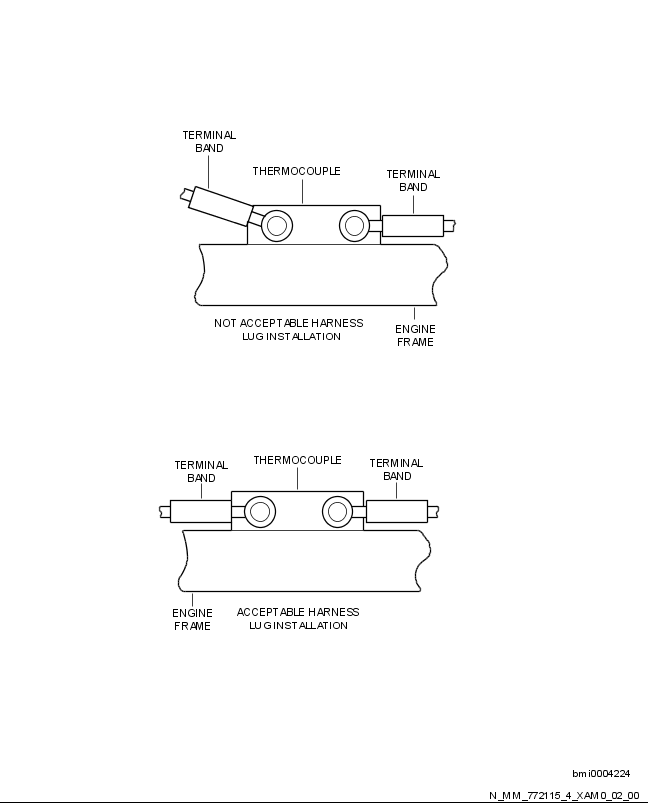 TERMINAL
BAND
THERMOCOUPLE
TERMINAL
BAND
NOT ACCEPTABLE HARNESS
LUG INSTALLATION
ENGINE
FRAME
TERMINAL
BAND
THERMOCOUPLE
TERMINAL
BAND
ENGINE
FRAME
ACCEPTABLE HARNESS
LUG INSTALLATION
bmi0004224
N_MM_772115_4_XAM0_02_00